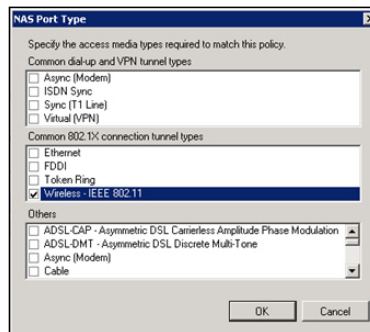 NAS Port Type
Specify the access media types required to match this policy.
Common dial-up and VPN tunnel types
Async (Modem)
ISDN Sync
Sync (T1 Line)
Virtual (VPN)
Common 802.1X connection tunnel types
Ethernet
FDDI
Token Ring
Wireless - IEEE 802.11
Others
ADSL-CAP - Asymmetric DSL Carrierless Amplitude Phase Modulation
ADSL-DMT - Asymmetric DSL Discrete Multi-Tone
Async (Modem)
Cable
OK
Cancel